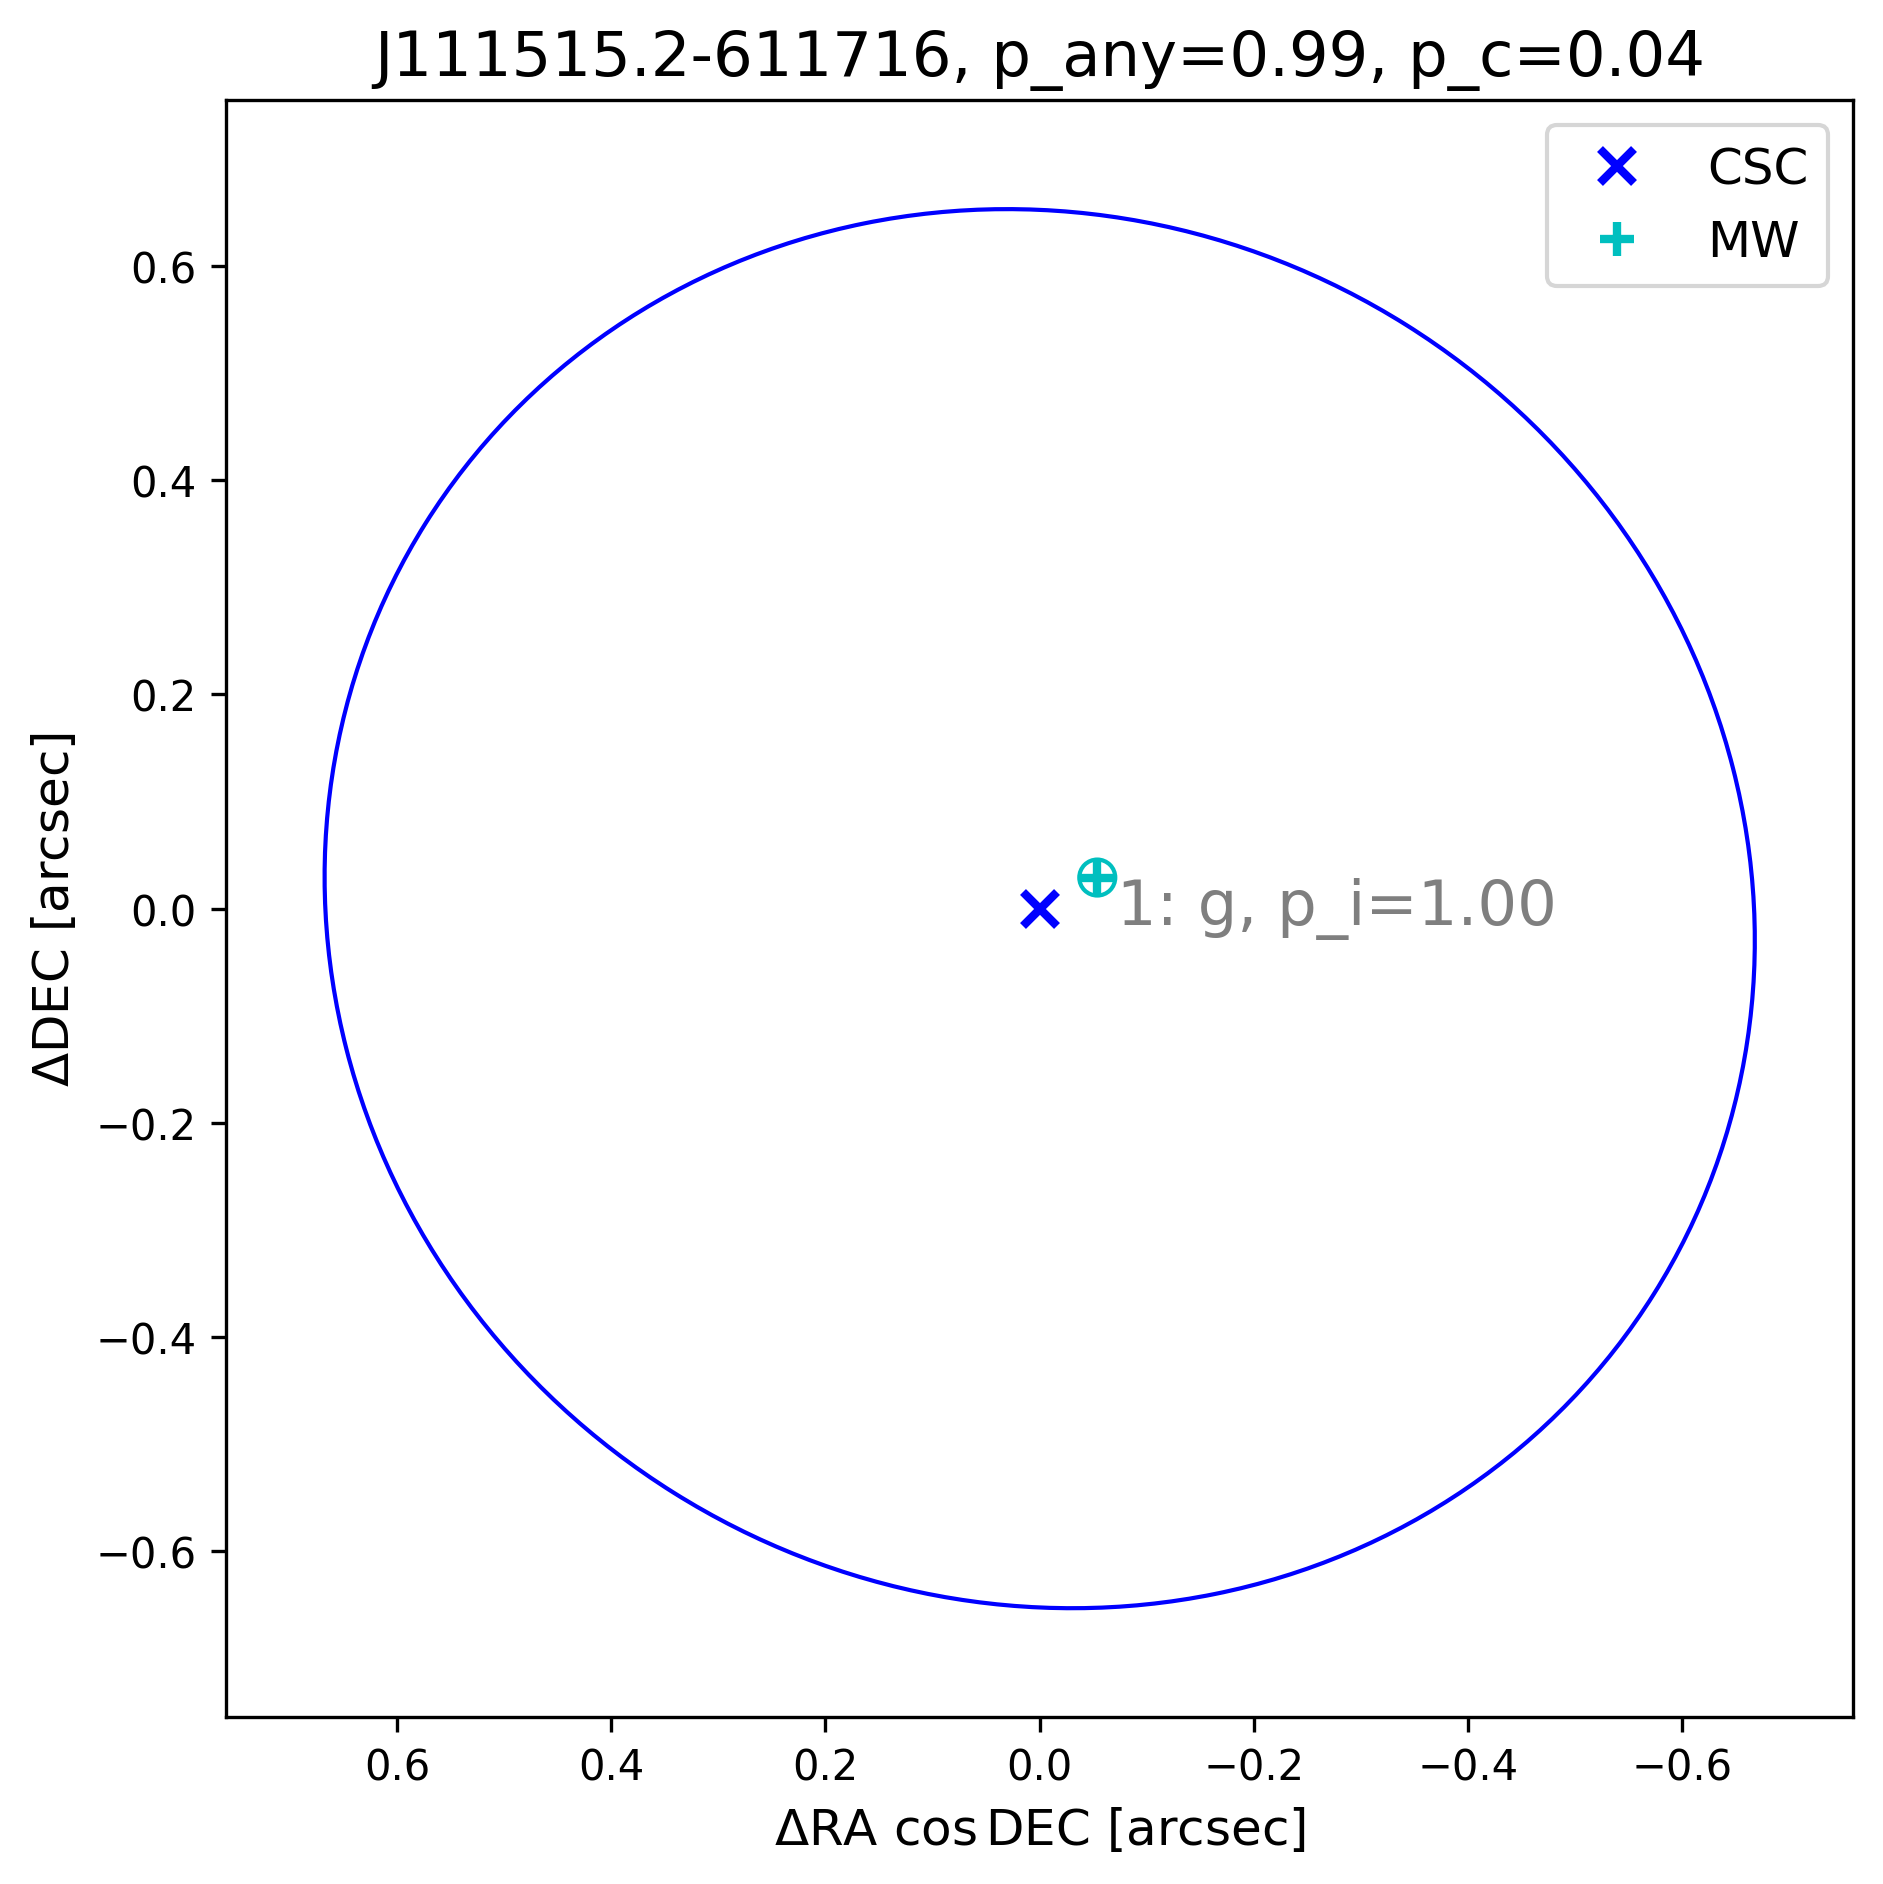 J111515.2-611716, p_any=0.99, p_c=0.04
CSC
MW
0.6
0.4
0.2
0.0
−0.2
−0.4
−0.6
ΔDEC [arcsec]
1: g, p_i=1.00
0.6 0.4 0.2 0.0 −0.2 −0.4 −0.6
ΔRA cos DEC [arcsec]